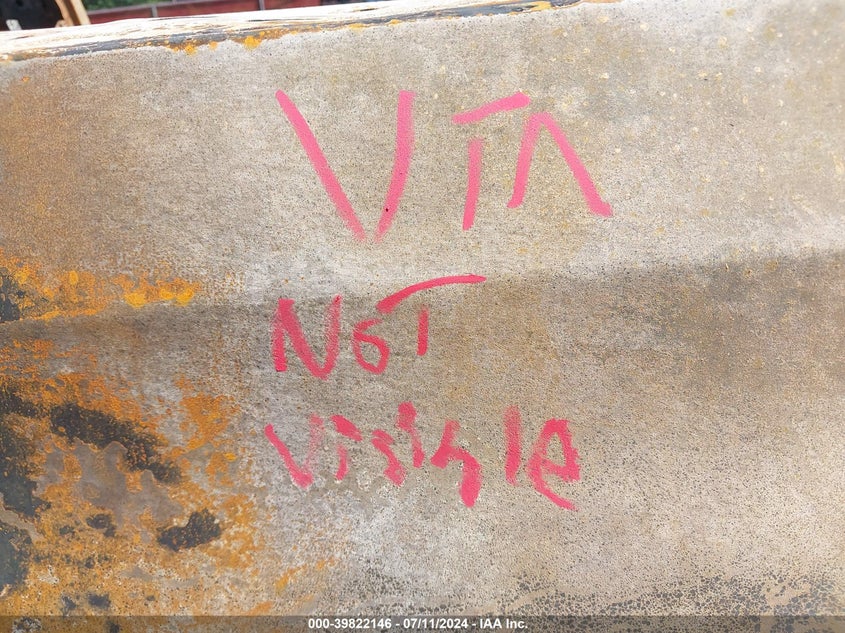 VIN
NOT
visible
000-39822146 - 07/11/2024 - IAA Inc.